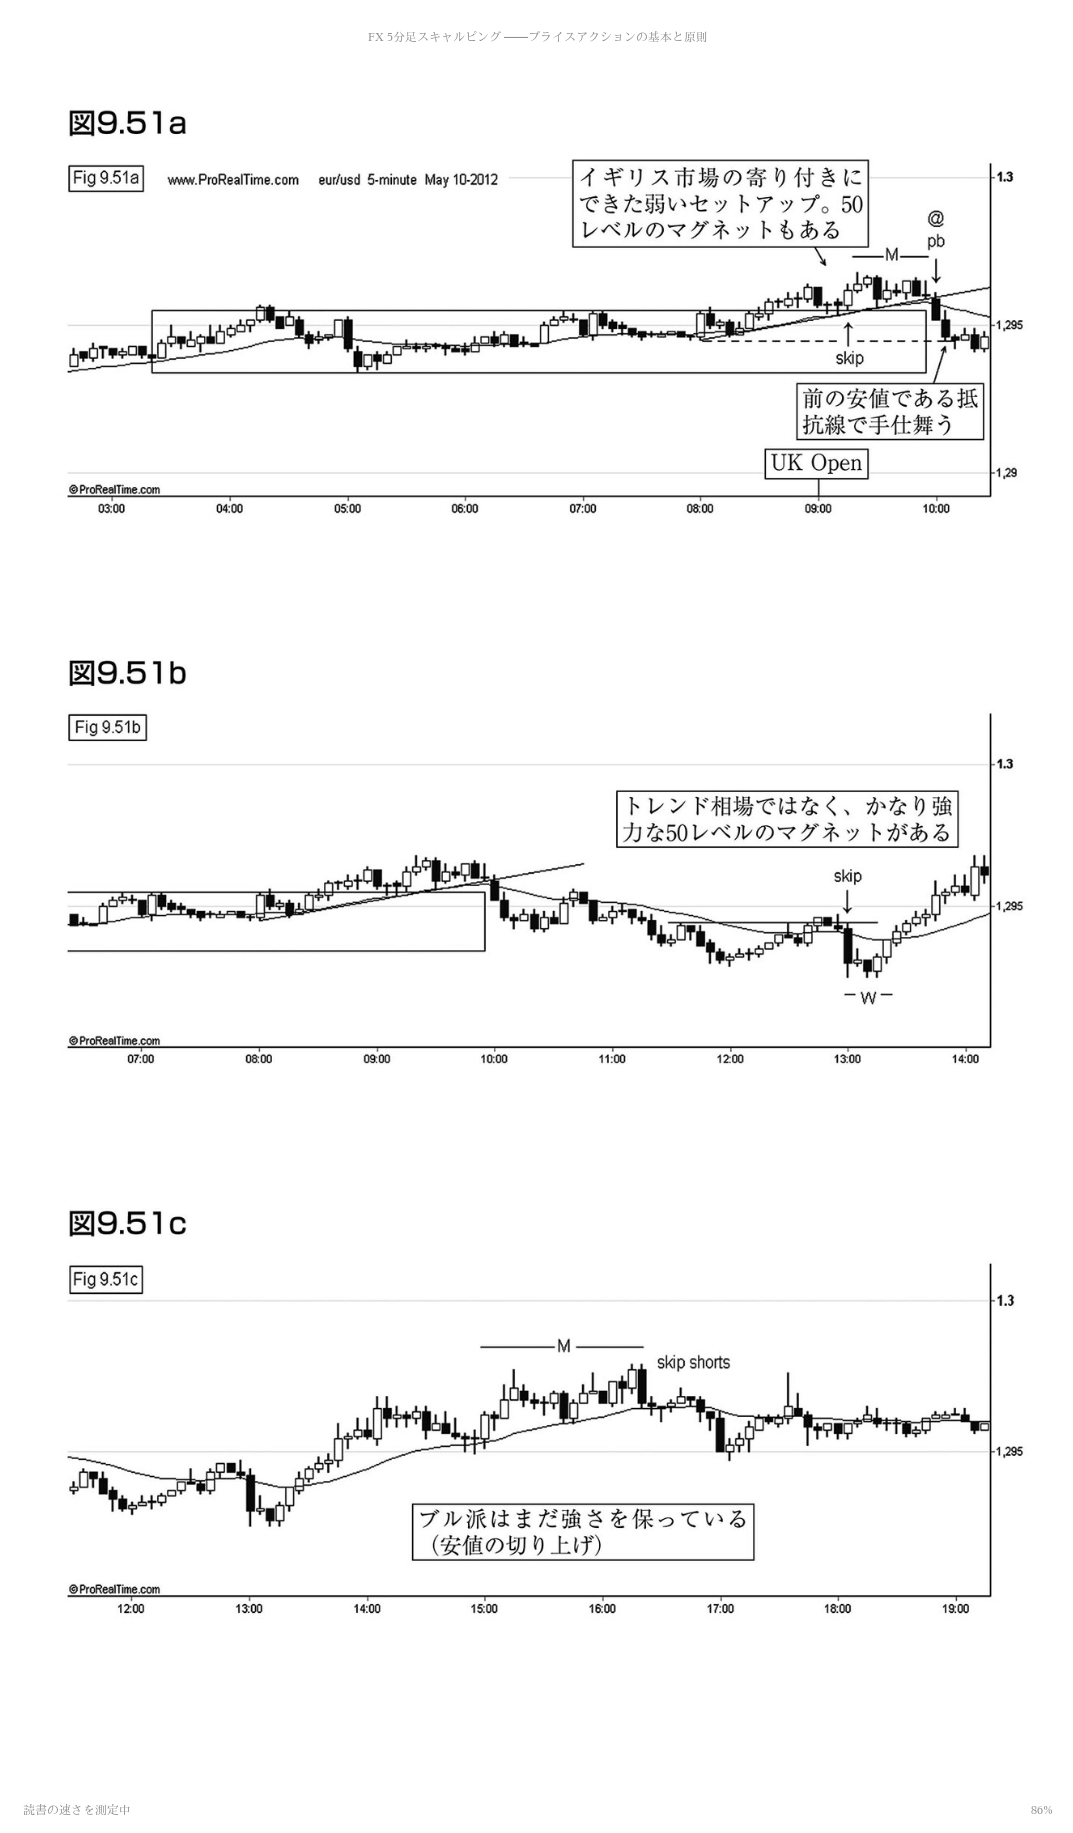 FX 5分足スキャルピング ――プライスアクションの基本と原則
図9.51a
Fig 9.51a
www.ProRealTime.com eur/usd 5-minute May 10-2012
イギリス市場の寄り付きに
できた弱いセットアップ。50
レベルのマグネットもある
1.3
@
pb
M
1,295
skip
前の安値である抵
抗線で手仕舞う
UK Open
1,29
©ProRealTime.com
03:00 04:00 05:00 06:00 07:00 08:00 09:00 10:00
図9.51b
Fig 9.51b
1.3
トレンド相場ではなく、かなり強
力な50レベルのマグネットがある
skip
1,295
W
©ProRealTime.com
07:00 08:00 09:00 10:00 11:00 12:00 13:00 14:00
図9.51c
Fig 9.51c
1.3
M
skip shorts
1,295
ブル派はまだ強さを保っている
（安値の切り上げ）
©ProRealTime.com
12:00 13:00 14:00 15:00 16:00 17:00 18:00 19:00
読書の速さを測定中
86%